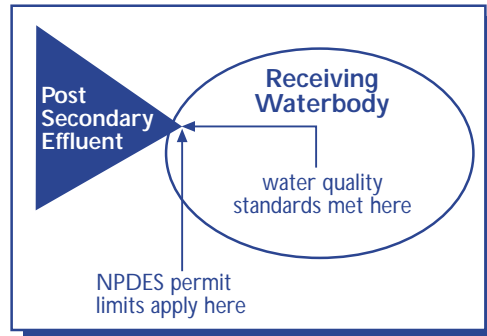 Post
Secondary
Effluent
Receiving
Waterbody
water quality
standards met here
NPDES permit
limits apply here